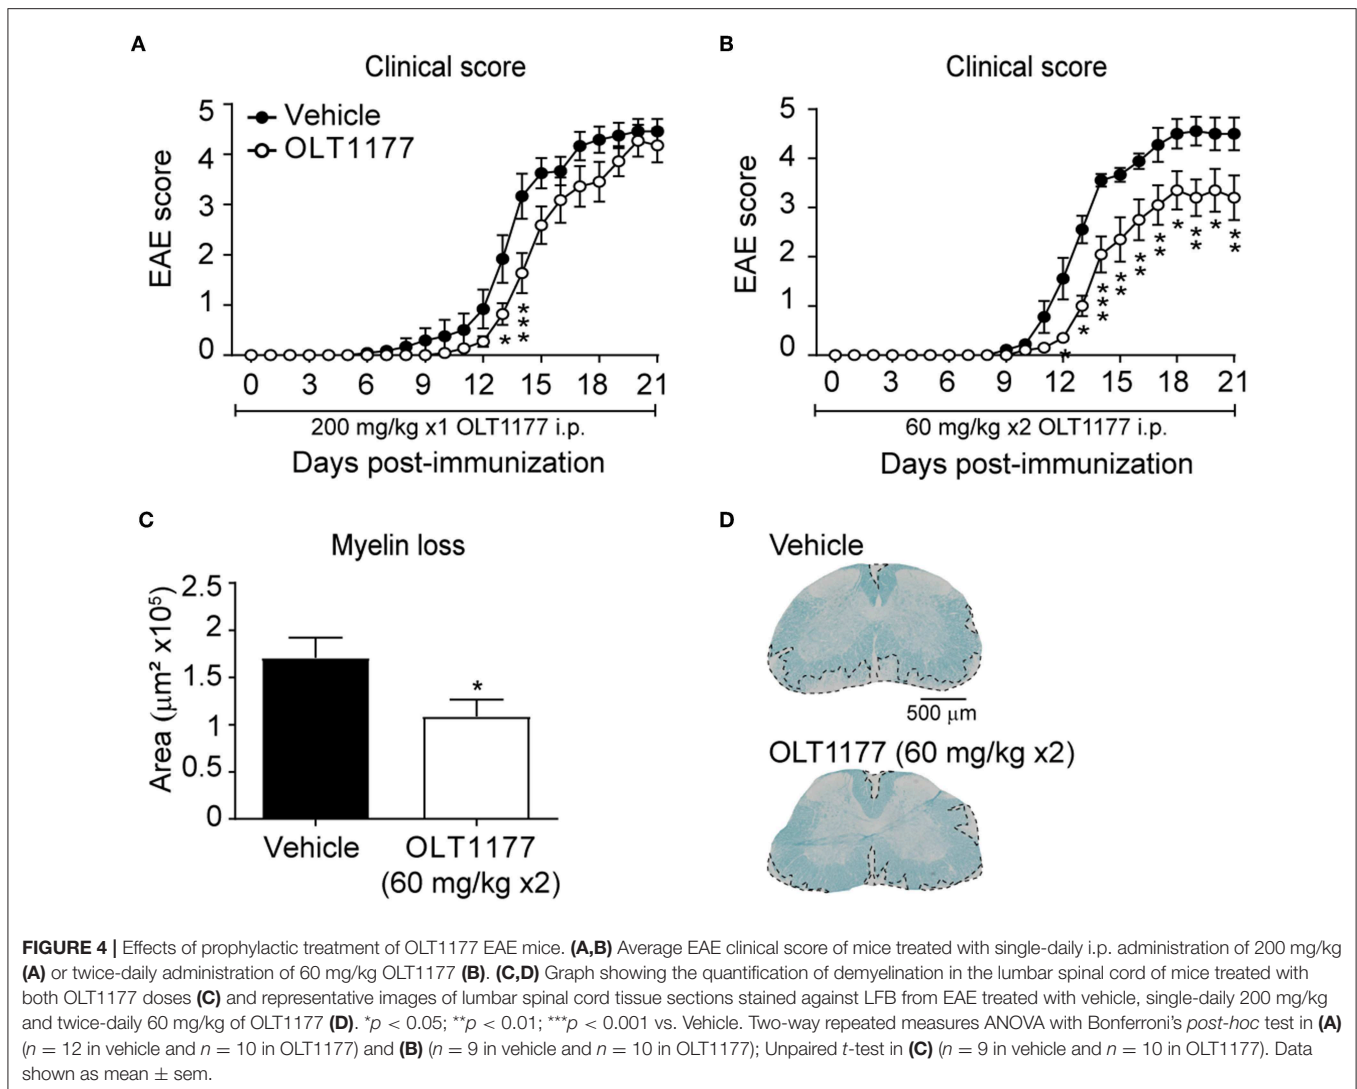 A
Clinical score
5
4
3
2
1
0
EAE score
Vehicle
OLT1177
*
*
*
*
0 3 6 9 12 15 18 21
200 mg/kg x1 OLT1177 i.p.
Days post-immunization
B
Clinical score
5
4
3
2
1
0
EAE score
*
*
***
**
**
**
*
**
*
**
0 3 6 9 12 15 18 21
60 mg/kg x2 OLT1177 i.p.
Days post-immunization
C
Myelin loss
2.5
2
1.5
1
0.5
0
Area (μm² x10⁵)
*
Vehicle OLT1177
(60 mg/kg x2)
D
Vehicle
500 μm
OLT1177 (60 mg/kg x2)
FIGURE 4 | Effects of prophylactic treatment of OLT1177 EAE mice. (A,B) Average EAE clinical score of mice treated with single-daily i.p. administration of 200 mg/kg
(A) or twice-daily administration of 60 mg/kg OLT1177 (B). (C,D) Graph showing the quantification of demyelination in the lumbar spinal cord of mice treated with
both OLT1177 doses (C) and representative images of lumbar spinal cord tissue sections stained against LFB from EAE treated with vehicle, single-daily 200 mg/kg
and twice-daily 60 mg/kg of OLT1177 (D). *p < 0.05; **p < 0.01; ***p < 0.001 vs. Vehicle. Two-way repeated measures ANOVA with Bonferroni's post-hoc test in (A)
(n = 12 in vehicle and n = 10 in OLT1177) and (B) (n = 9 in vehicle and n = 10 in OLT1177); Unpaired t-test in (C) (n = 9 in vehicle and n = 10 in OLT1177). Data
shown as mean ± sem.